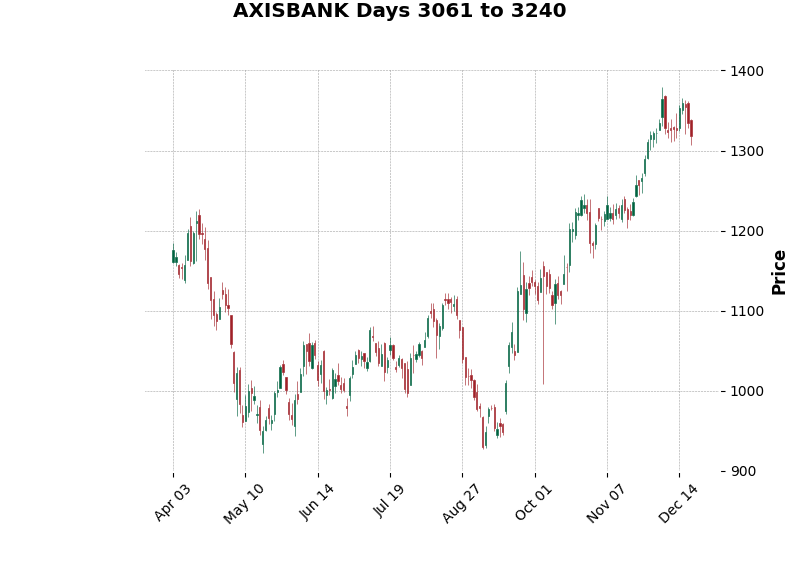 AXISBANK Days 3061 to 3240
1400
1300
1200
1100
1000
900
Price
Apr 03
May 10
Jun 14
Jul 19
Aug 27
Oct 01
Nov 07
Dec 14